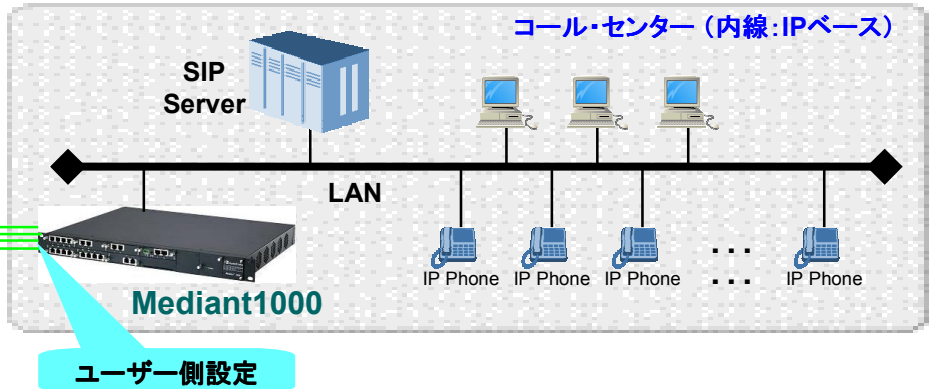 コール・センター（内線：IPベース）
SIP
Server
LAN
IP Phone IP Phone IP Phone ・・・ IP Phone
Mediant1000
ユーザー側設定